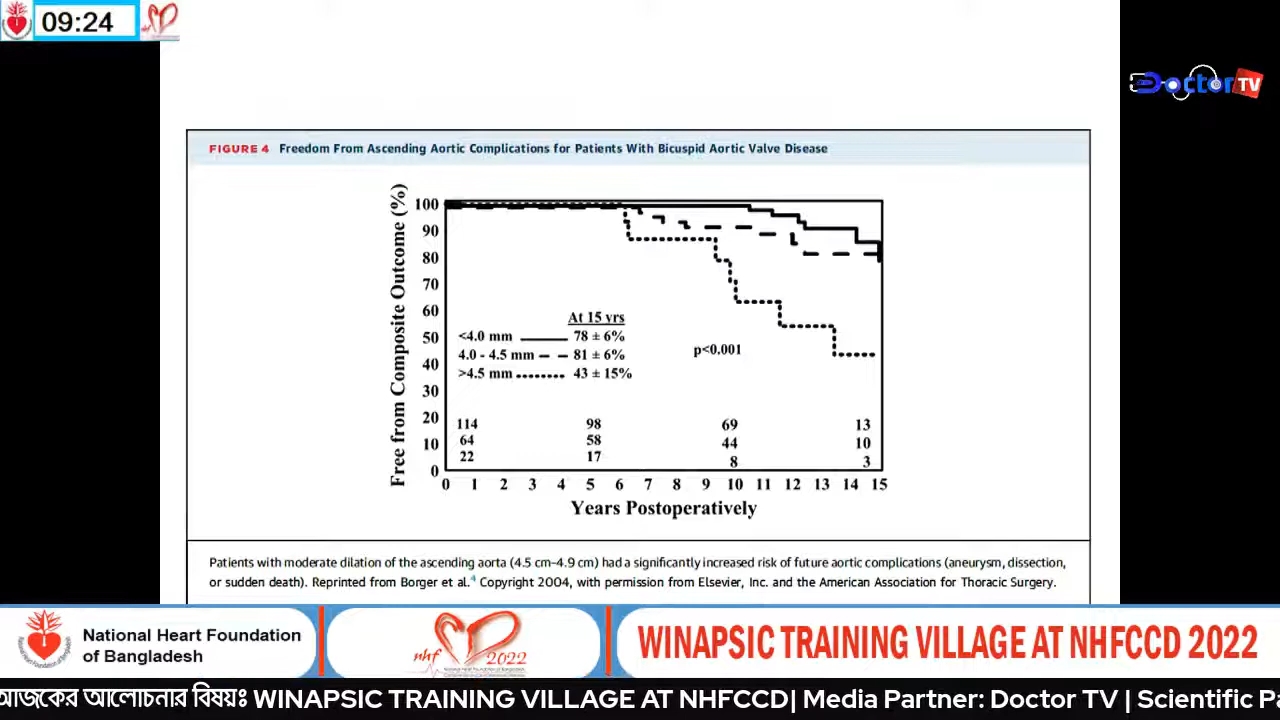 09:24
Doctor TV
FIGURE 4 Freedom From Ascending Aortic Complications for Patients With Bicuspid Aortic Valve Disease
Free from Composite Outcome (%)
100
90
80
70
60
50
40
30
20
10
0
At 15 yrs
<4.0 mm 78 ± 6%
4.0 - 4.5 mm 81 ± 6%
>4.5 mm 43 ± 15%
p<0.001
114 98 69 13
64 58 44 10
22 17 8 3
0 1 2 3 4 5 6 7 8 9 10 11 12 13 14 15
Years Postoperatively
Patients with moderate dilation of the ascending aorta (4.5 cm–4.9 cm) had a significantly increased risk of future aortic complications (aneurysm, dissection,
or sudden death). Reprinted from Borger et al.4 Copyright 2004, with permission from Elsevier, Inc. and the American Association for Thoracic Surgery.
National Heart Foundation
of Bangladesh
nhf 2022
WINAPSIC TRAINING VILLAGE AT NHFCCD 2022
আজকের আলোচনার বিষয়ঃ WINAPSIC TRAINING VILLAGE AT NHFCCD| Media Partner: Doctor TV | Scientific Pa